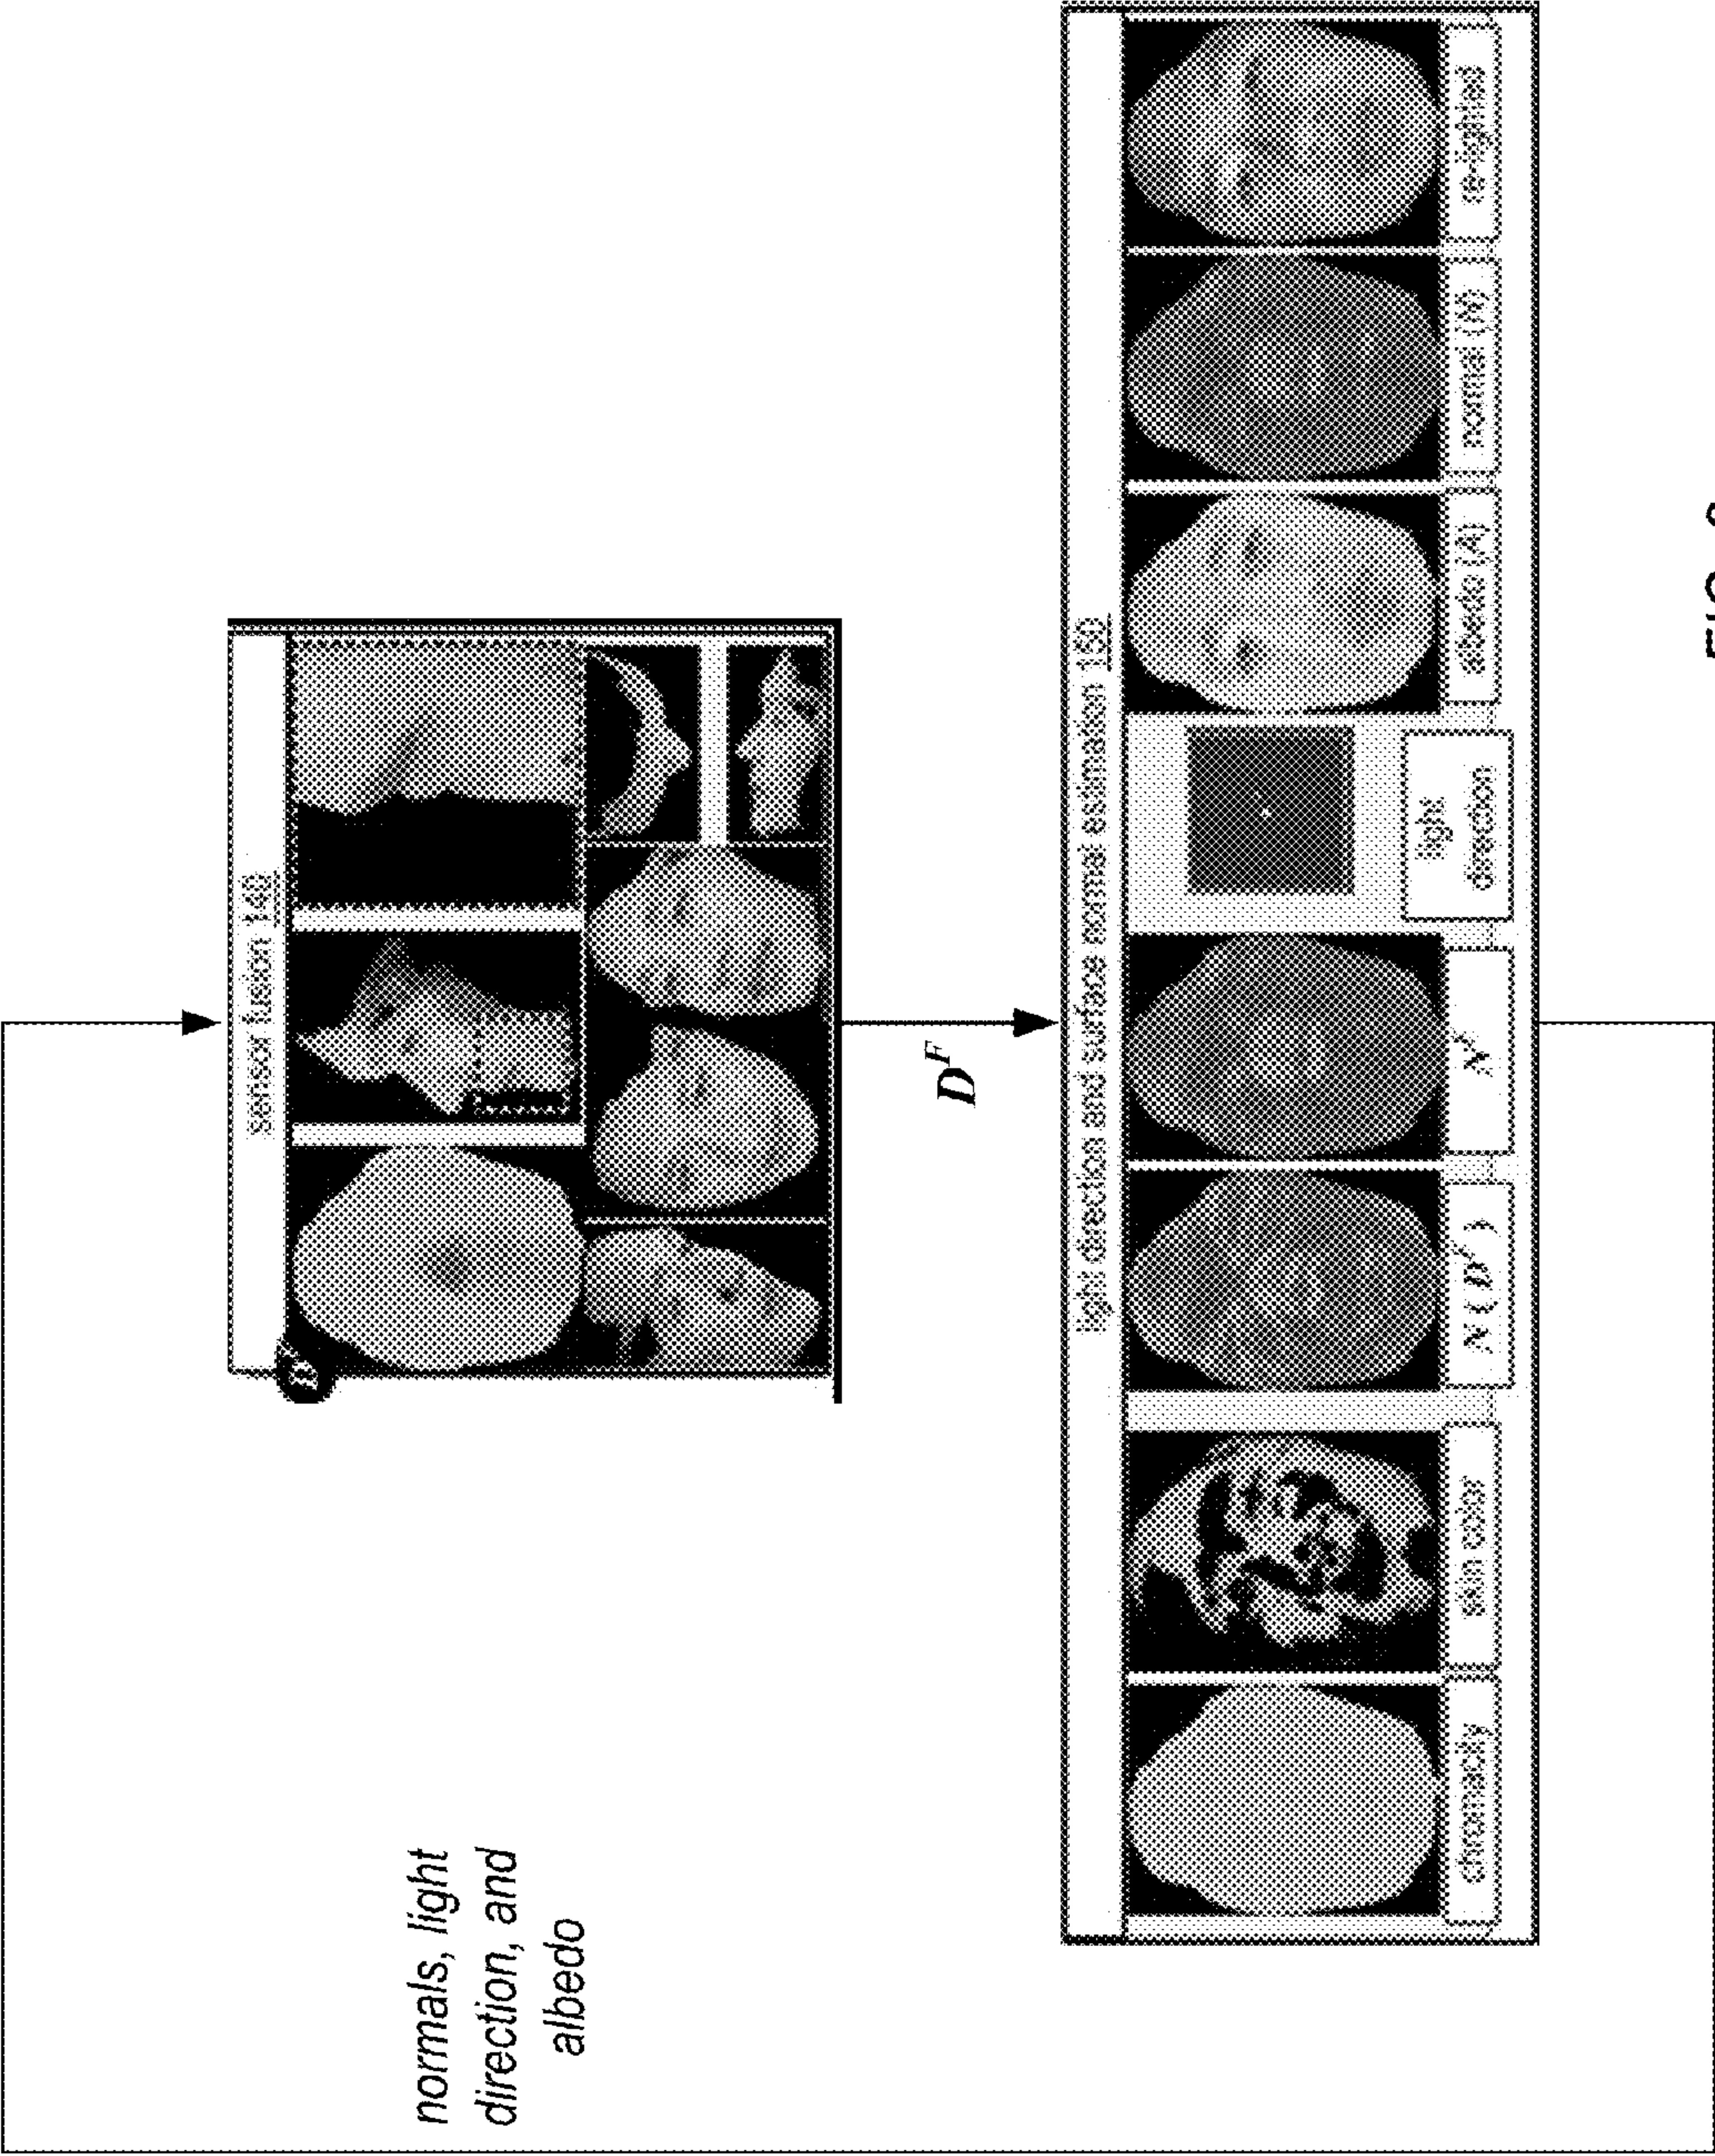 normals, light
direction, and
albedo
sensor fusion 140
D^F
light direction and surface normal estimation 150
chromacity
skin color
light
direction
albedo (A)
normal (N)
re-lighted